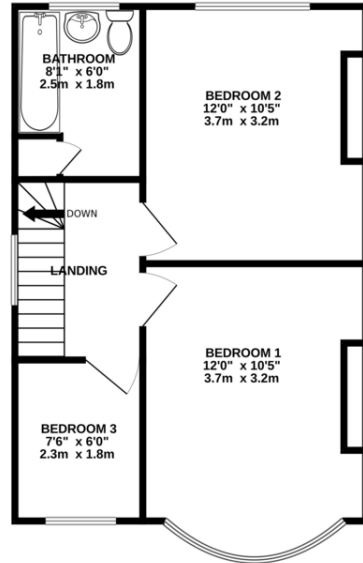 BATHROOM
8'1" x 6'0"
2.5m x 1.8m
BEDROOM 2
12'0" x 10'5"
3.7m x 3.2m
DOWN
LANDING
BEDROOM 1
12'0" x 10'5"
3.7m x 3.2m
BEDROOM 3
7'6" x 6'0"
2.3m x 1.8m